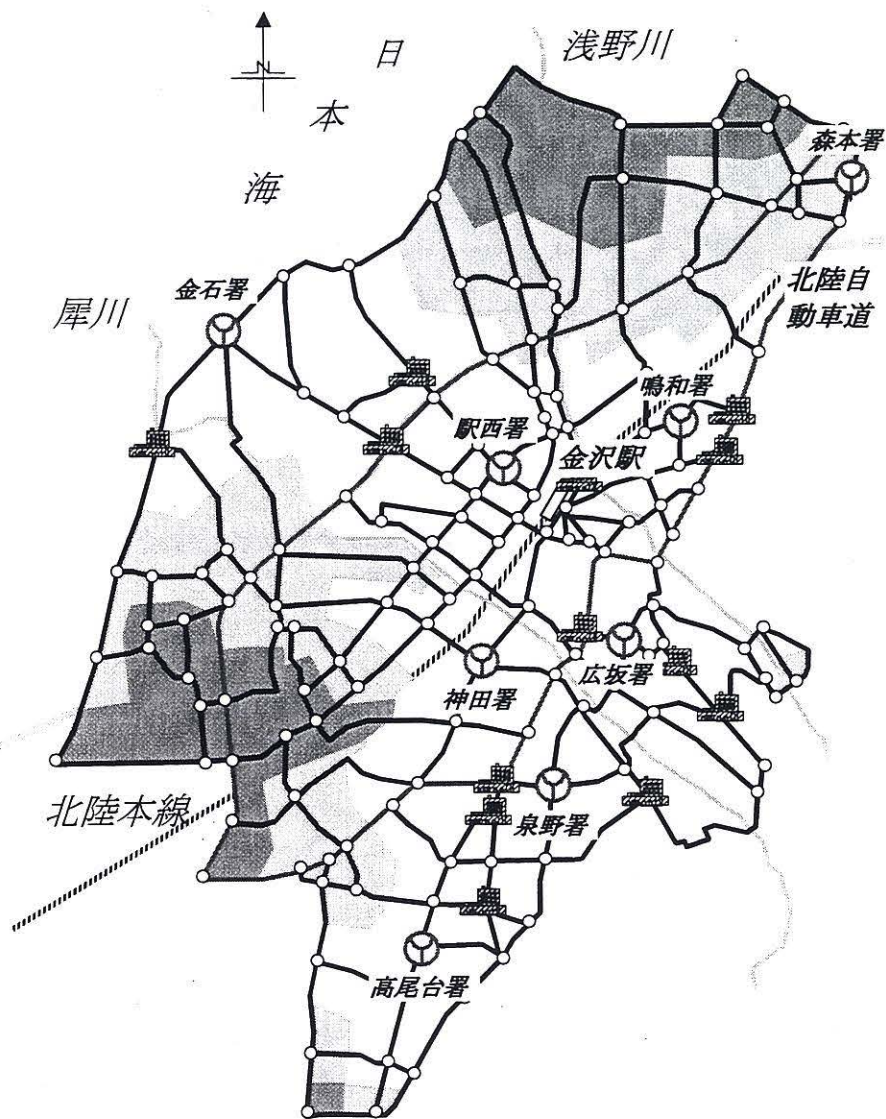 日
本
海
浅野川
森本署
北陸自
動車道
金石署
犀川
鳴和署
駅西署
金沢駅
広坂署
神田署
北陸本線
泉野署
高尾台署
N